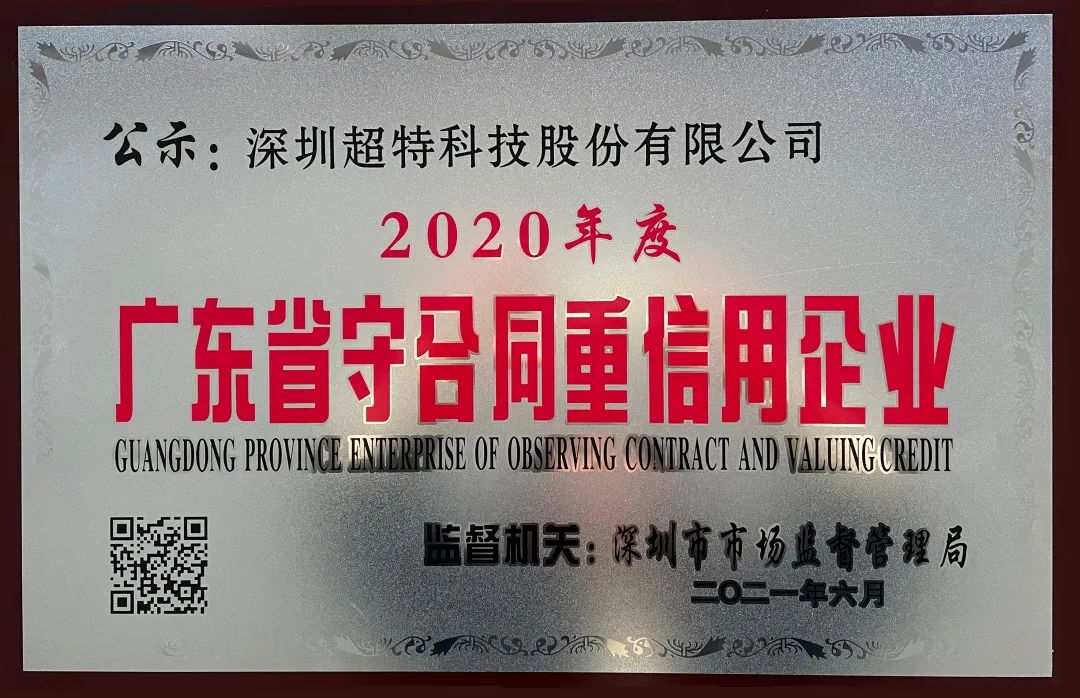 公示：深圳超特科技股份有限公司
2020年度
广东省守合同重信用企业
GUANGDONG PROVINCE ENTERPRISE OF OBSERVING CONTRACT AND VALUING CREDIT
监督机关：深圳市市场监督管理局
二〇二一年六月